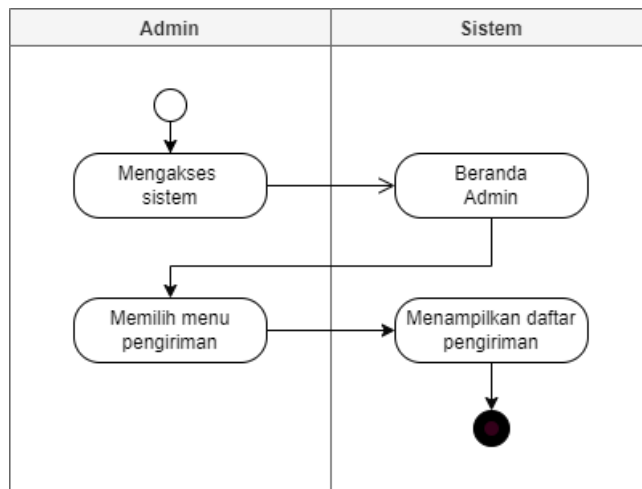 Admin
Sistem
Mengakses
sistem
Beranda
Admin
Memilih menu
pengiriman
Menampilkan daftar
pengiriman